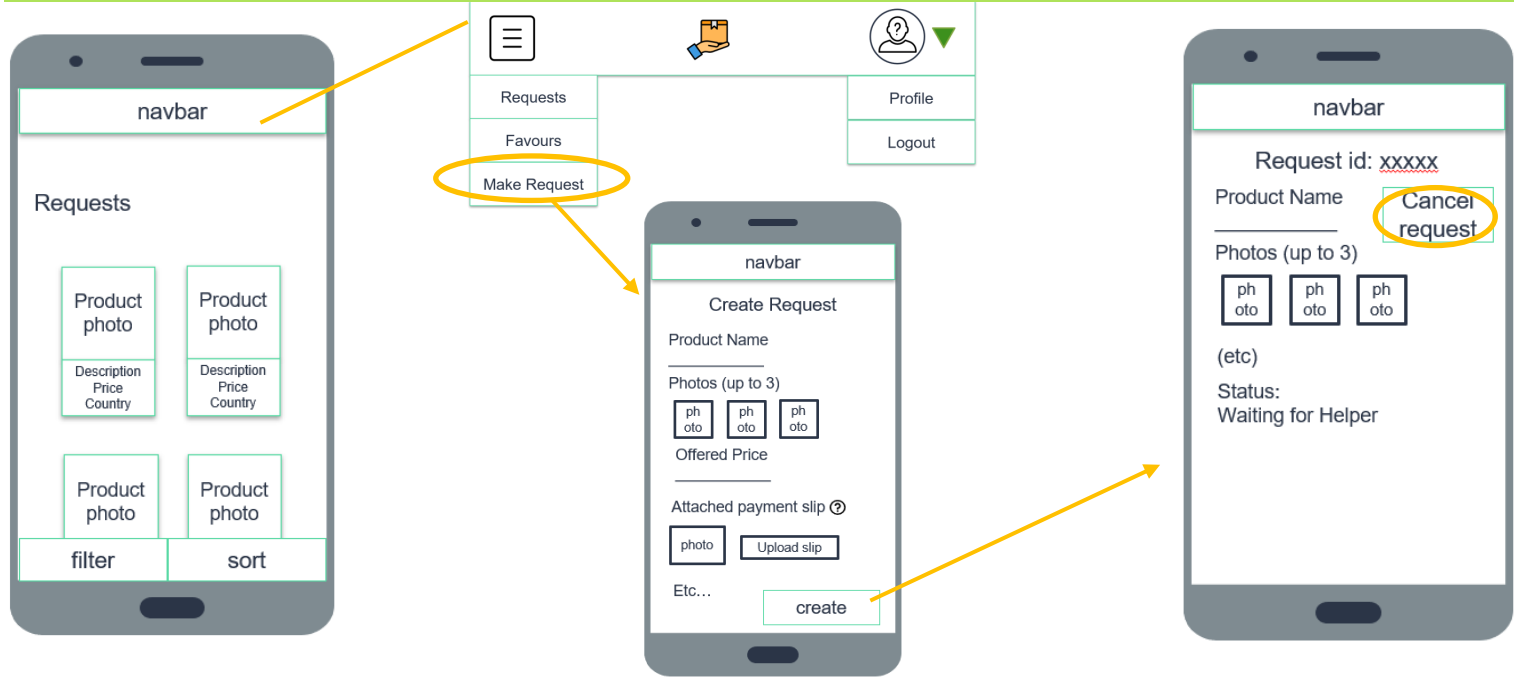 navbar
Requests
Product
photo
Description
Price
Country
Product
photo
Description
Price
Country
Product
photo
Product
photo
filter
sort
?
Requests
Favours
Make Request
Profile
Logout
navbar
Create Request
Product Name
Photos (up to 3)
ph
oto
ph
oto
ph
oto
Offered Price
Attached payment slip ?
photo
Upload slip
Etc...
create
navbar
Request id: xxxxx
Product Name
Cancel
request
Photos (up to 3)
ph
oto
ph
oto
ph
oto
(etc)
Status:
Waiting for Helper